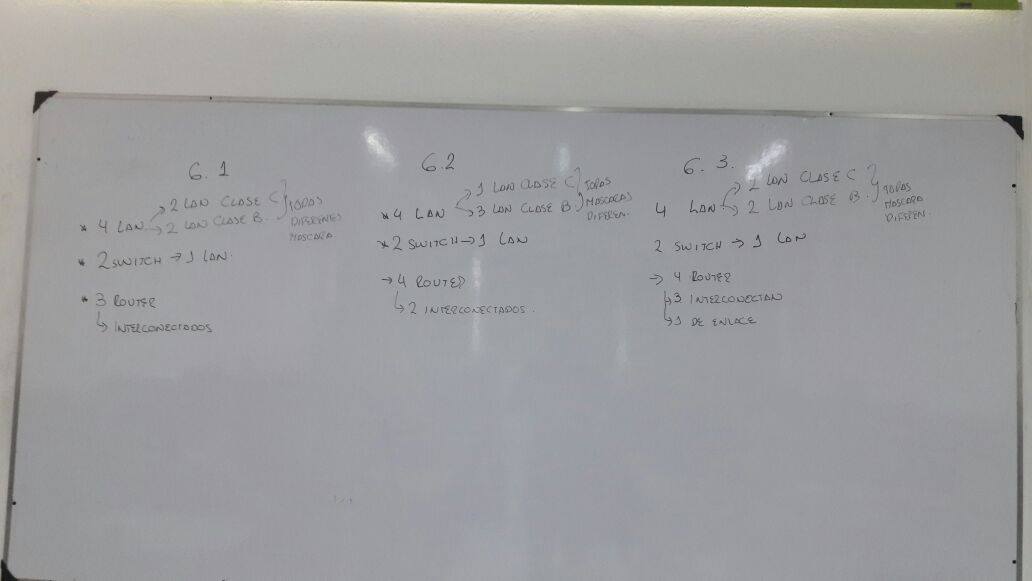 6.1
* 4 LAN → 2 LAN CLASE C } TODAS
→ 2 LAN CLASE B. DIFERENTES
MASCARA
* 2 SWITCH → 1 LAN.
* 3 ROUTER
↳ INTERCONECTADOS
6.2
* 4 LAN → 1 LAN CLASE C } TODAS
→ 3 LAN CLASE B MASCARAS
DIFEREN.
* 2 SWITCH → 1 LAN
→ 4 ROUTER
↳ 2 INTERCONECTADOS.
6.3.
4 LAN → 2 LAN CLASE C } TODAS
→ 2 LAN CLASE B. MASCARA
DIFEREN.
2 SWITCH → 1 LAN
→ 4 ROUTER
↳ 3 INTERCONECTAN
↳ 1 DE ENLACE